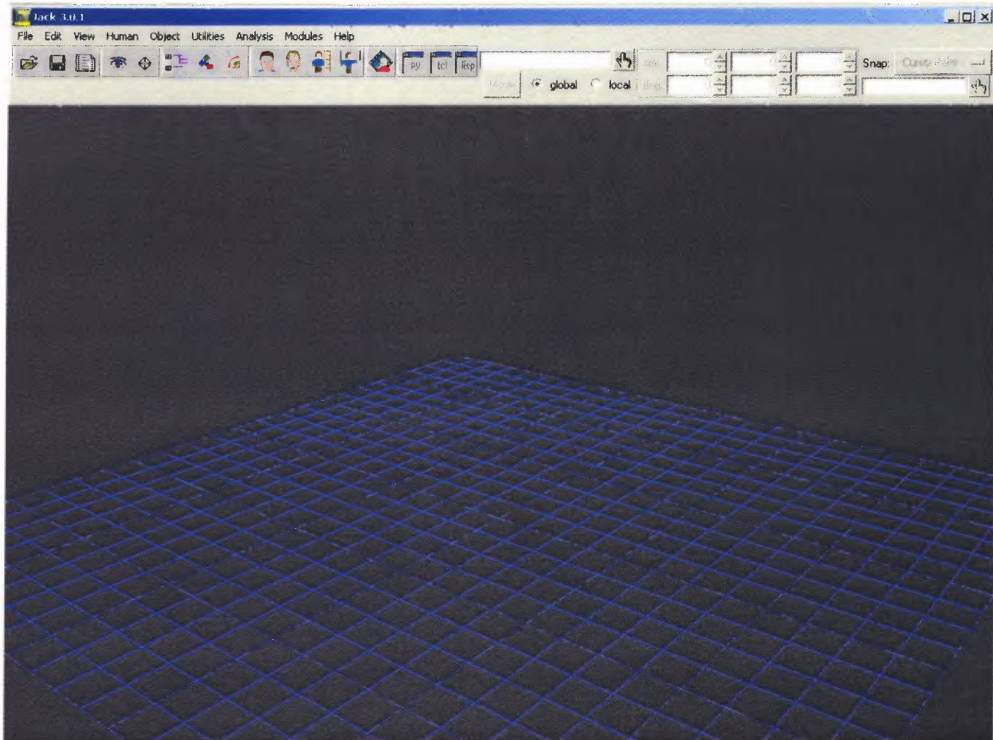 Jack 3.0.1
File Edit View Human Object Utilities Analysis Modules Help
py tcl lisp
Snap:
global local